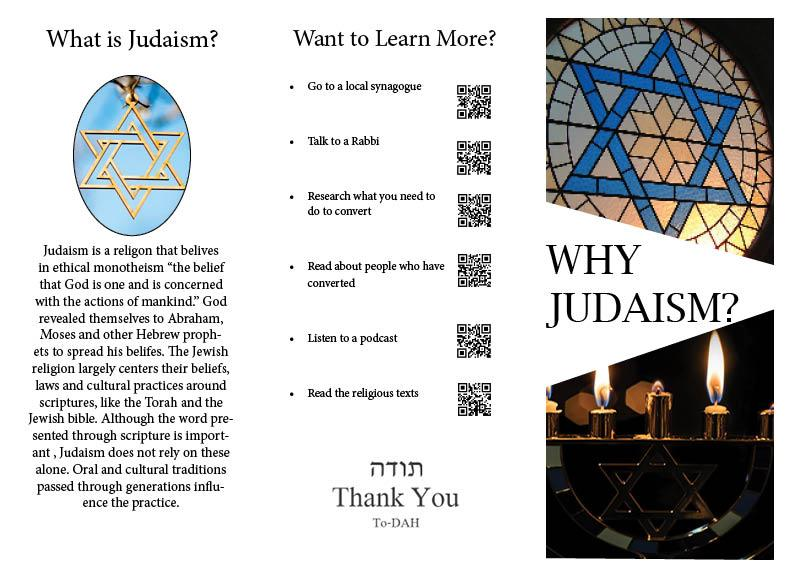 What is Judaism?
Judaism is a religon that belives
in ethical monotheism “the belief
that God is one and is concerned
with the actions of mankind.” God
revealed themselves to Abraham,
Moses and other Hebrew proph-
ets to spread his belifes. The Jewish
religion largely centers their beliefs,
laws and cultural practices around
scriptures, like the Torah and the
Jewish bible. Although the word pre-
sented through scripture is import-
ant , Judaism does not rely on these
alone. Oral and cultural traditions
passed through generations influ-
ence the practice.
Want to Learn More?
• Go to a local synagogue
• Talk to a Rabbi
• Research what you need to
do to convert
• Read about people who have
converted
• Listen to a podcast
• Read the religious texts
תודה
Thank You
To-DAH
WHY
JUDAISM?